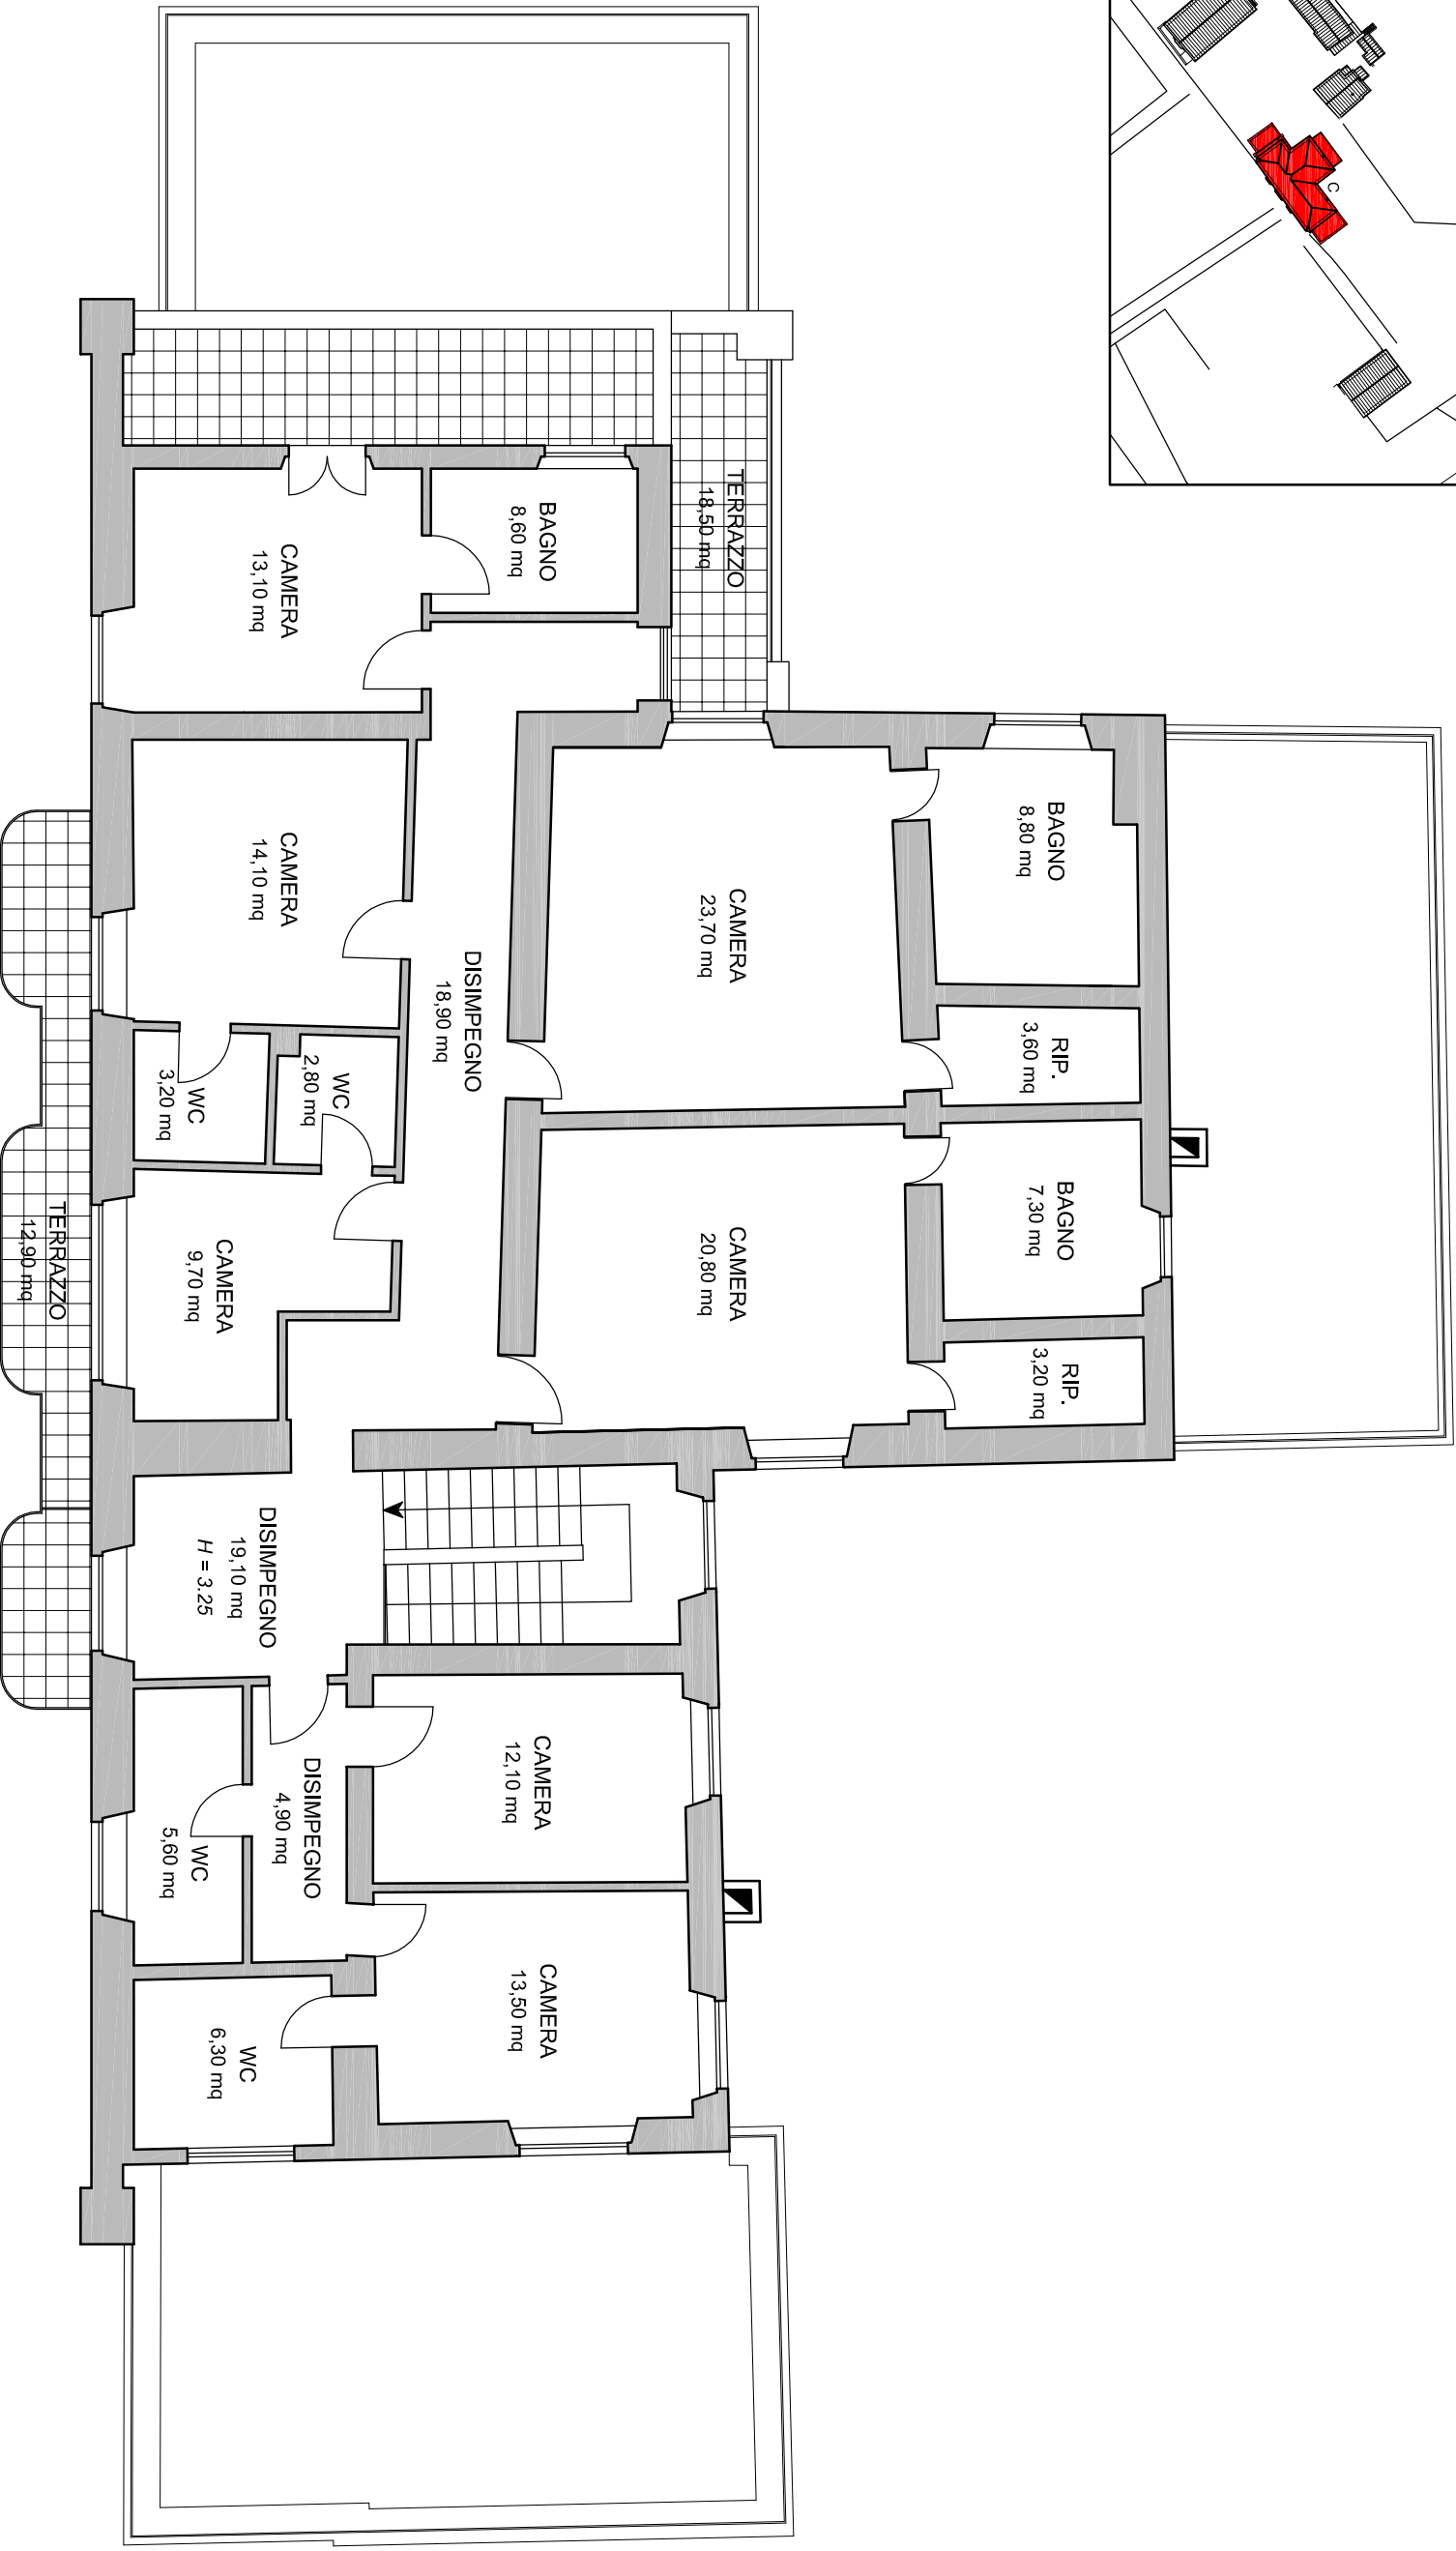 C
TERRAZZO
18,50 mq
BAGNO
8,60 mq
CAMERA
13,10 mq
BAGNO
8,80 mq
CAMERA
23,70 mq
CAMERA
14,10 mq
DISIMPEGNO
18,90 mq
RIP.
3,60 mq
WC
2,80 mq
WC
3,20 mq
BAGNO
7,30 mq
CAMERA
20,80 mq
CAMERA
9,70 mq
TERRAZZO
12,90 mq
RIP.
3,20 mq
DISIMPEGNO
19,10 mq
H = 3.25
CAMERA
12,10 mq
DISIMPEGNO
4,90 mq
WC
5,60 mq
CAMERA
13,50 mq
WC
6,30 mq